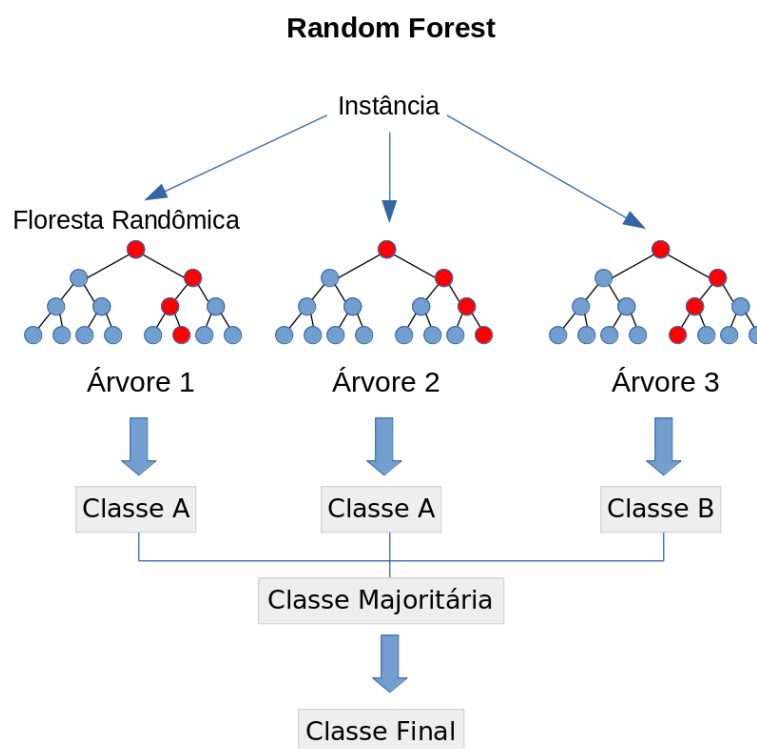 Random Forest
Instância
Floresta Randômica
Árvore 1
Árvore 2
Árvore 3
Classe A
Classe A
Classe B
Classe Majoritária
Classe Final